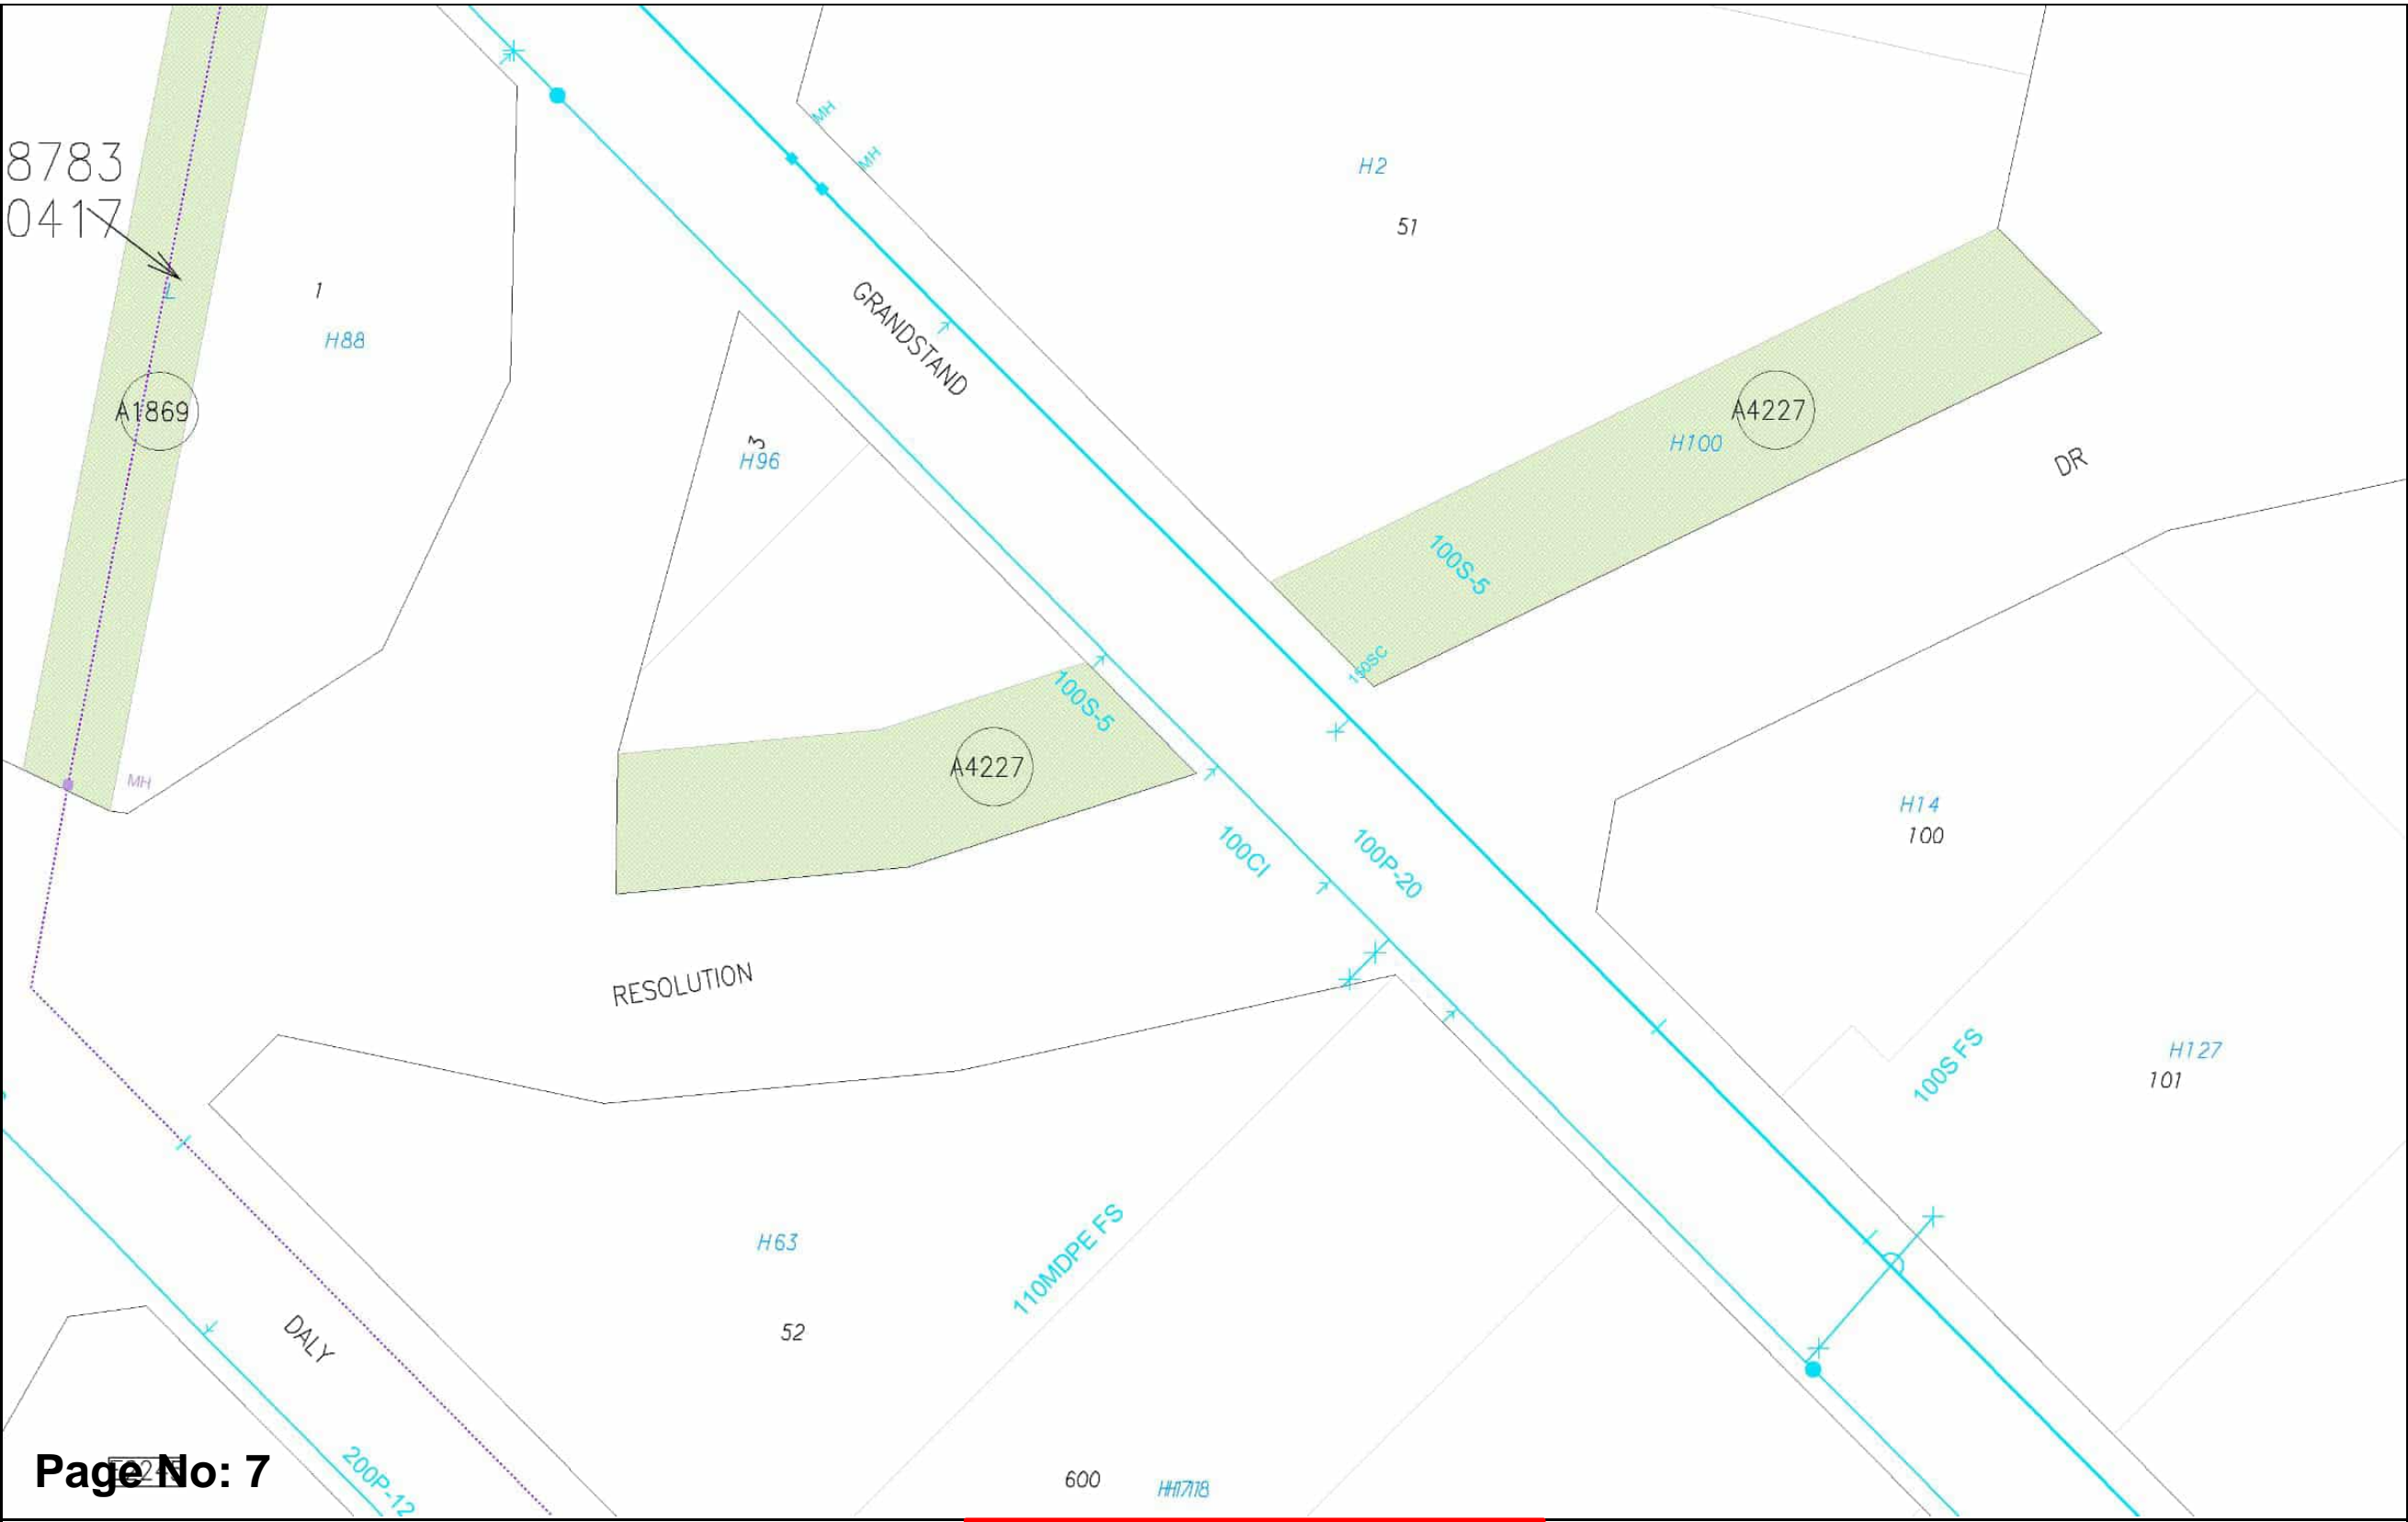 MH
MH
8783
0417
H2
51
L
1
H88
GRANDSTAND
A1869
A4227
H100
DR
3
H96
100S-5
150SC
100S-5
A4227
MH
H14
100
100CI
100P-20
RESOLUTION
100S FS
H127
101
H63
110MDPE FS
52
DALY
200P-12
600
Page No: 7